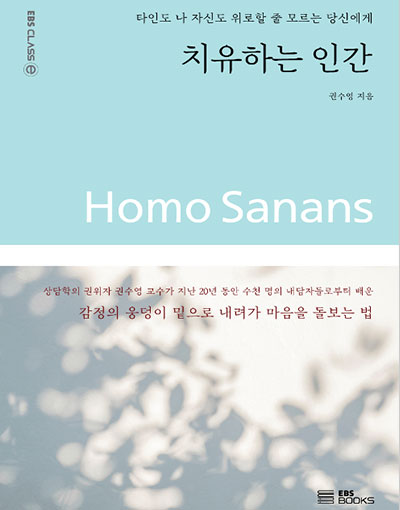 EBS CLASS ⓔ
타인도 나 자신도 위로할 줄 모르는 당신에게
치유하는 인간
권수영 지음
Homo Sanans
상담학의 권위자 권수영 교수가 지난 20년 동안 수천 명의 내담자들로부터 배운
감정의 웅덩이 밑으로 내려가 마음을 돌보는 법
EBS
BOOKS